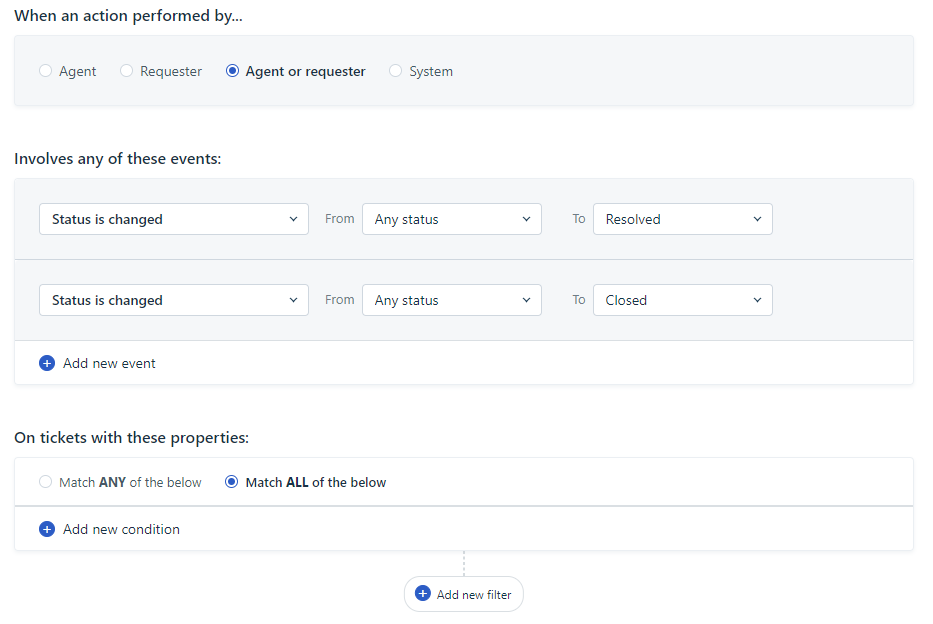 When an action performed by...
Agent Requester Agent or requester System
Involves any of these events:
Status is changed From Any status To Resolved
Status is changed From Any status To Closed
Add new event
On tickets with these properties:
Match ANY of the below Match ALL of the below
Add new condition
Add new filter